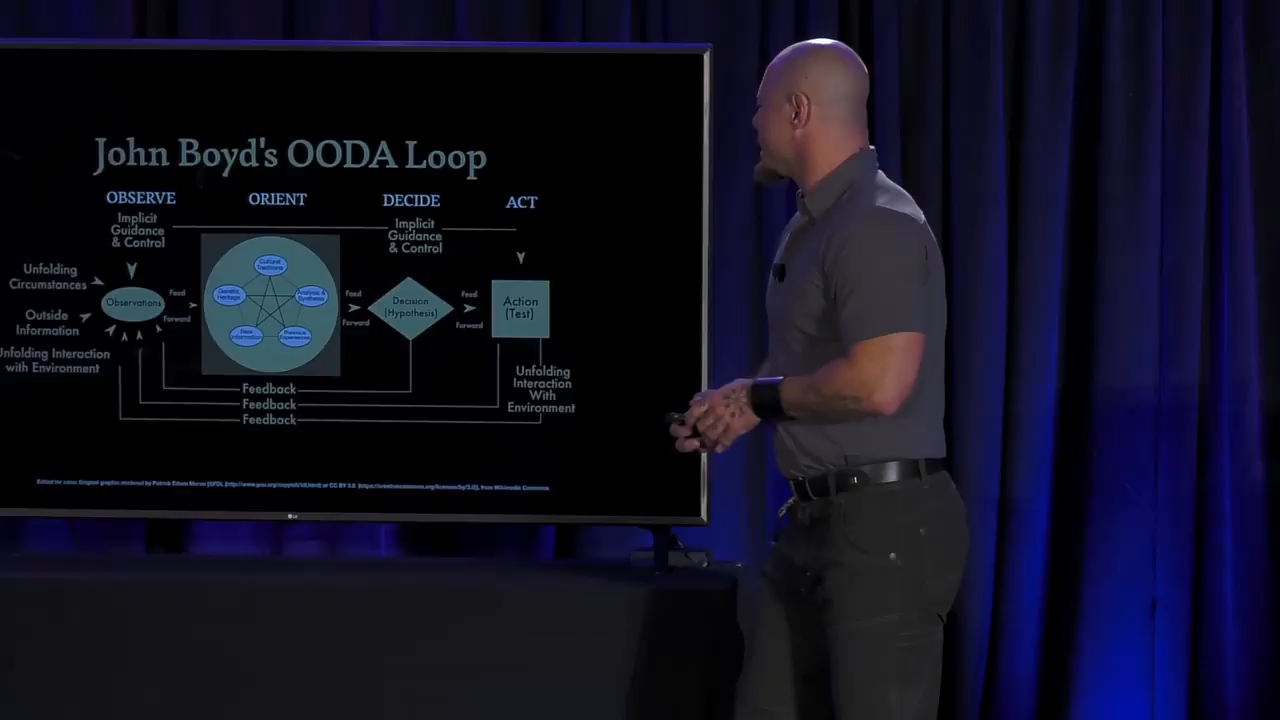 John Boyd's OODA Loop
OBSERVE
ORIENT
DECIDE
ACT
Implicit
Guidance
& Control
Implicit
Guidance
& Control
Unfolding
Circumstances
Outside
Information
Unfolding Interaction
with Environment
Observations
Feed
Forward
Cultural
Traditions
Genetic
Heritage
Analysis &
Synthesis
New
Information
Previous
Experiences
Feed
Forward
Decision
(Hypothesis)
Feed
Forward
Action
(Test)
Unfolding
Interaction
With
Environment
Feedback
Feedback
Feedback
LG